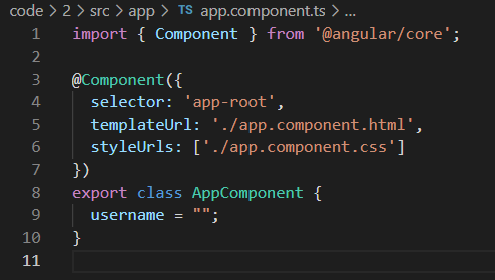 code > 2 > src > app > app.component.ts > ...
1 import { Component } from '@angular/core';
2
3 @Component({
4   selector: 'app-root',
5   templateUrl: './app.component.html',
6   styleUrls: ['./app.component.css']
7 })
8 export class AppComponent {
9   username = "";
10 }
11